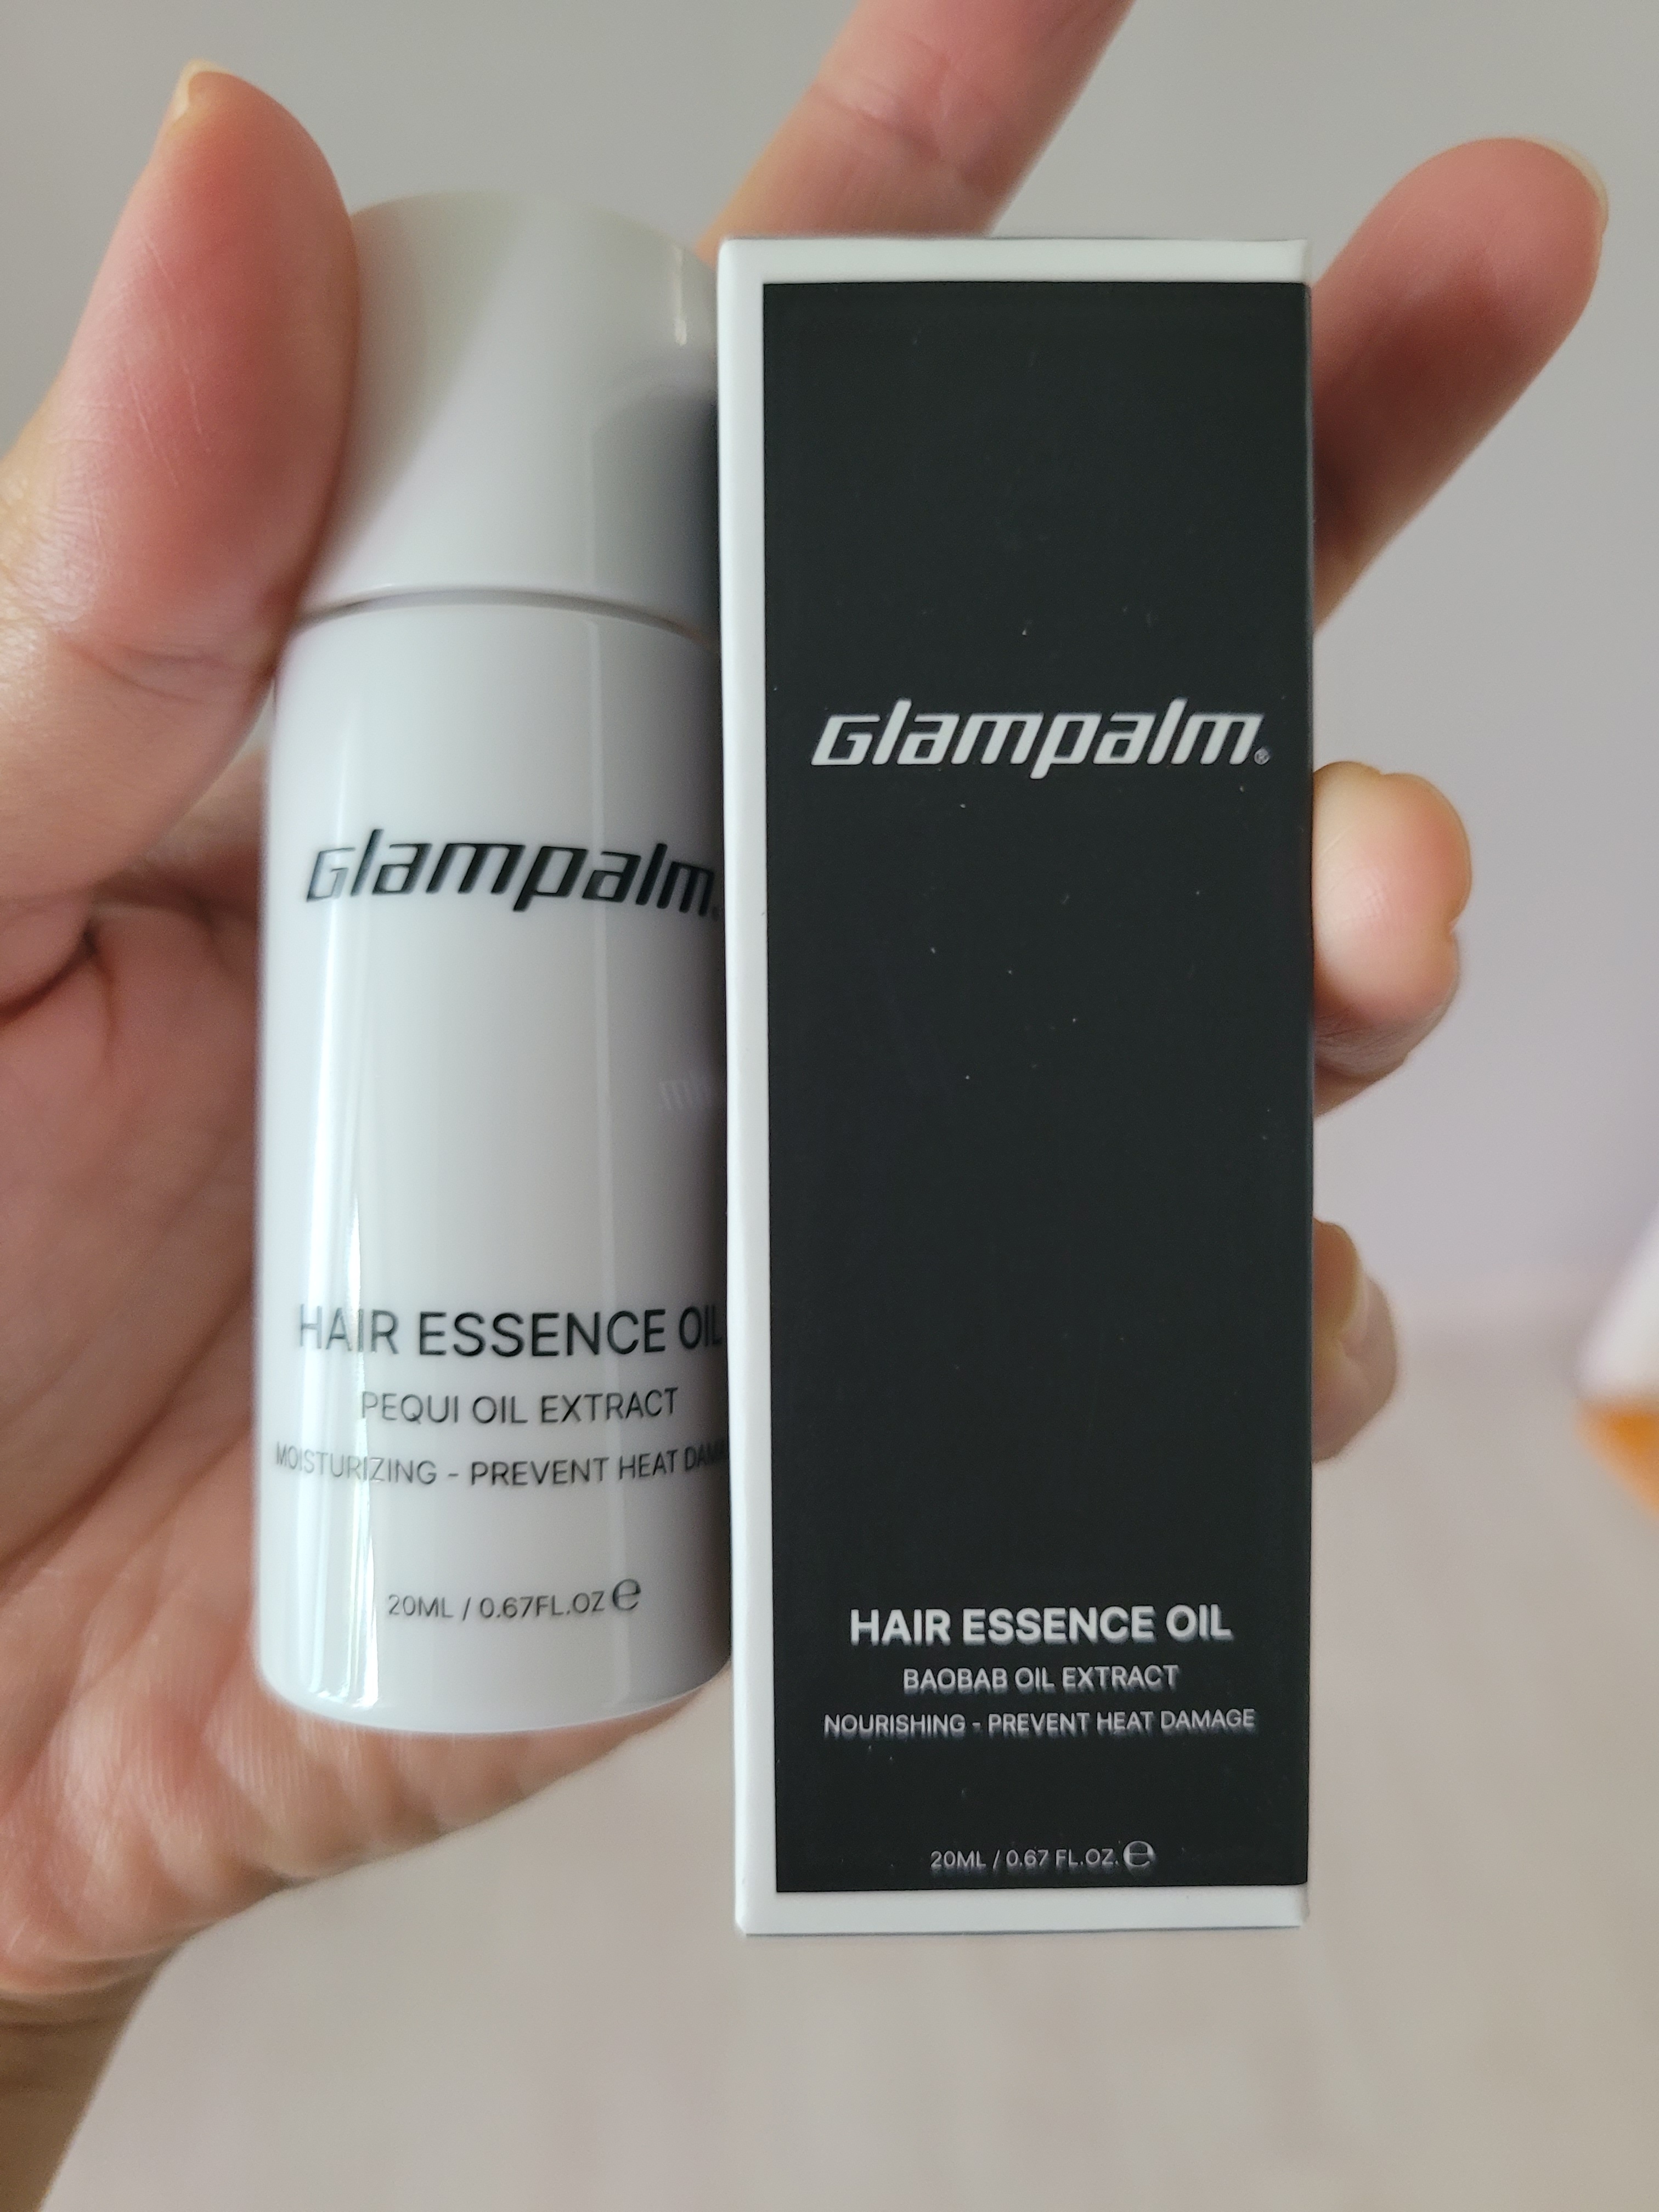 Glampalm
HAIR ESSENCE OIL
PEQUI OIL EXTRACT
MOISTURIZING - PREVENT HEAT
20ML / 0.67FL.OZ ℮
Glampalm®
HAIR ESSENCE OIL
BAOBAB OIL EXTRACT
NOURISHING - PREVENT HEAT DAMAGE
20ML / 0.67 FL.OZ. ℮